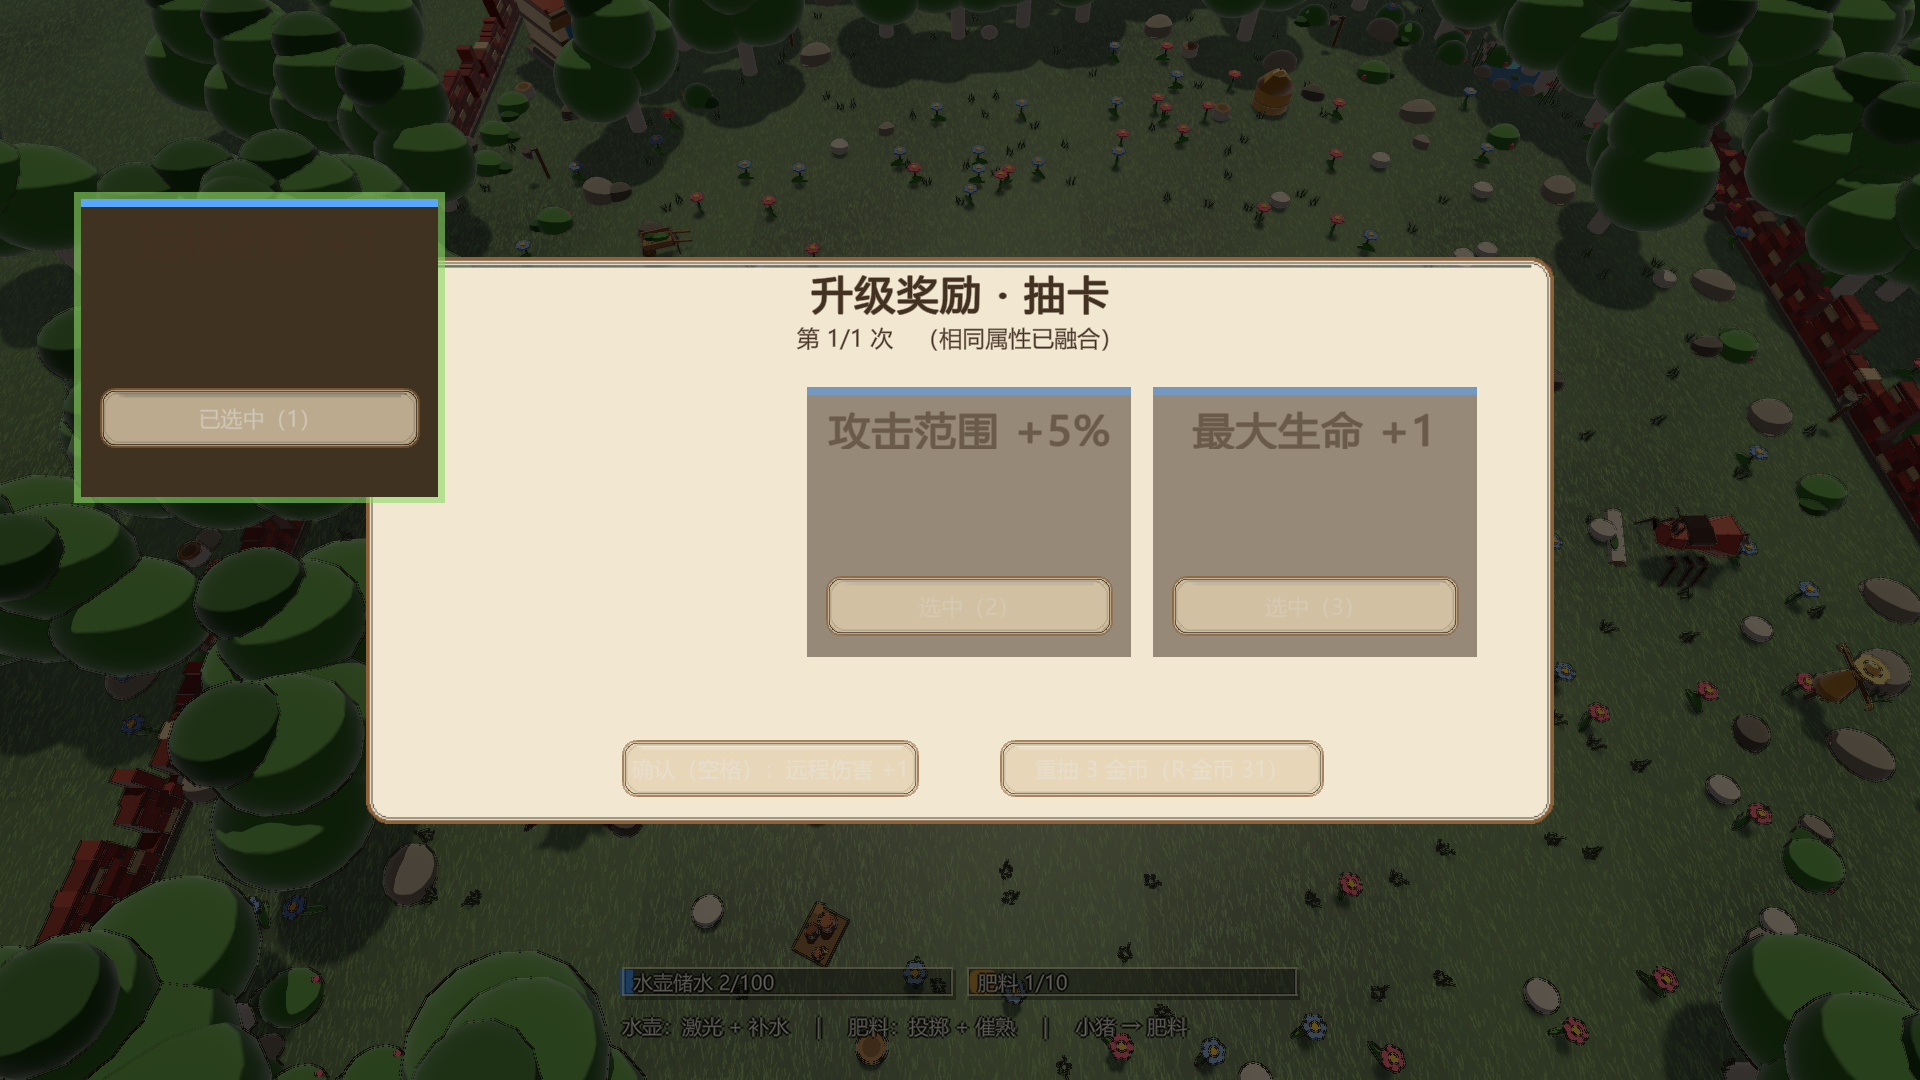 升级奖励 · 抽卡
第 1/1 次 （相同属性已融合）
已选中（1）
攻击范围 +5%
选中（2）
最大生命 +1
选中（3）
确认（空格）：远程伤害 +1
重抽 3 金币（R·金币 31）
水壶储水 2/100
肥料 1/10
水壶：激光 + 补水 | 肥料：投掷 + 催熟 | 小猪 → 肥料